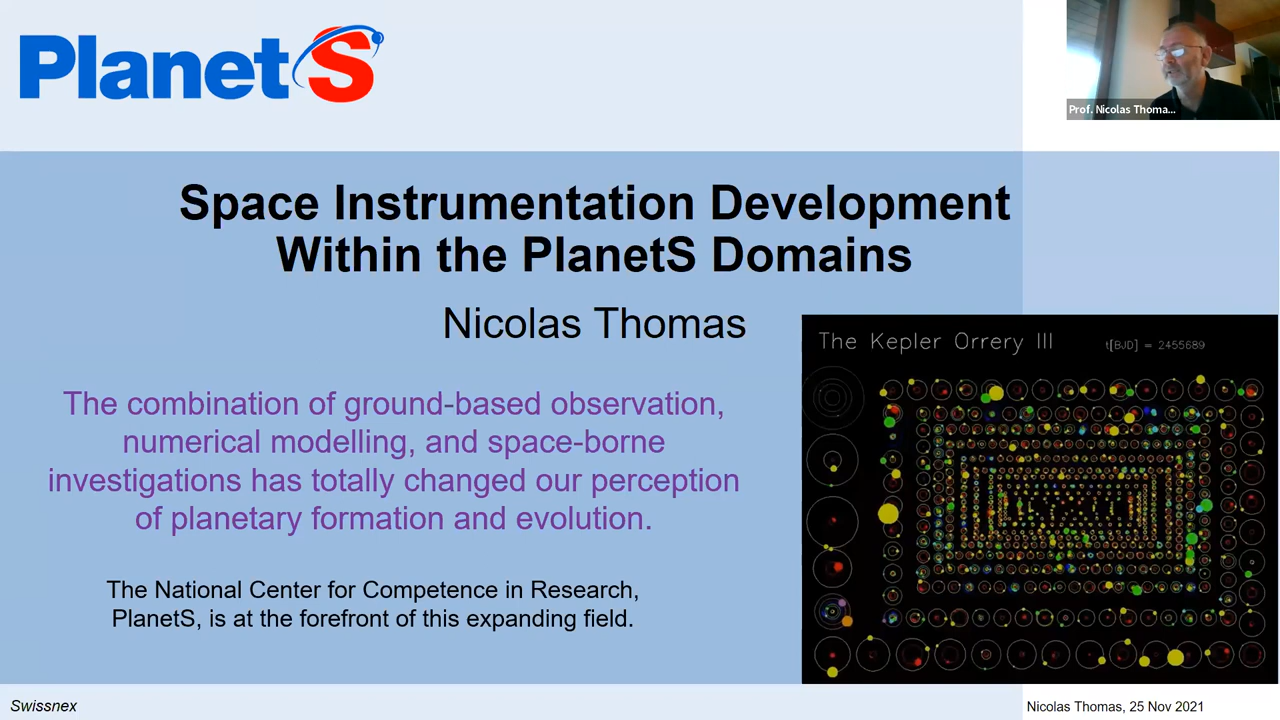 PlanetS
Prof. Nicolas Thoma...
Space Instrumentation Development
Within the PlanetS Domains
Nicolas Thomas
The combination of ground-based observation,
numerical modelling, and space-borne
investigations has totally changed our perception
of planetary formation and evolution.
The National Center for Competence in Research,
PlanetS, is at the forefront of this expanding field.
The Kepler Orrery III
t[BJD] = 2455689
Swissnex
Nicolas Thomas, 25 Nov 2021